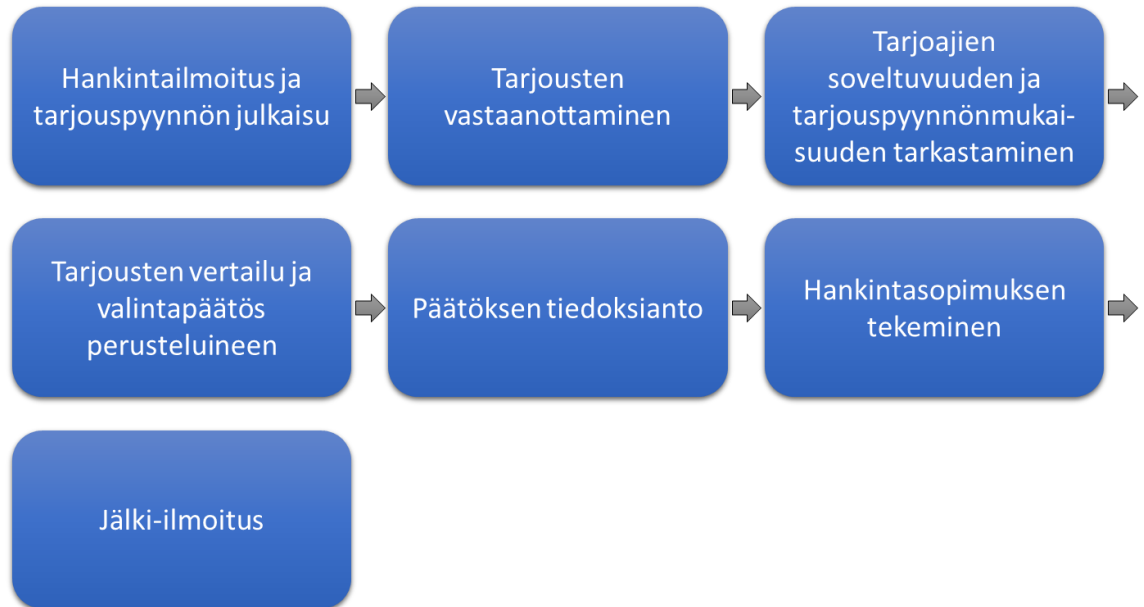 Hankintailmoitus ja
tarjouspyynnön julkaisu
Tarjousten
vastaanottaminen
Tarjoajien
soveltuvuuden ja
tarjouspyynnönmukai-
suuden tarkastaminen
Tarjousten vertailu ja
valintapäätös
perusteluineen
Päätöksen tiedoksianto
Hankintasopimuksen
tekeminen
Jälki-ilmoitus